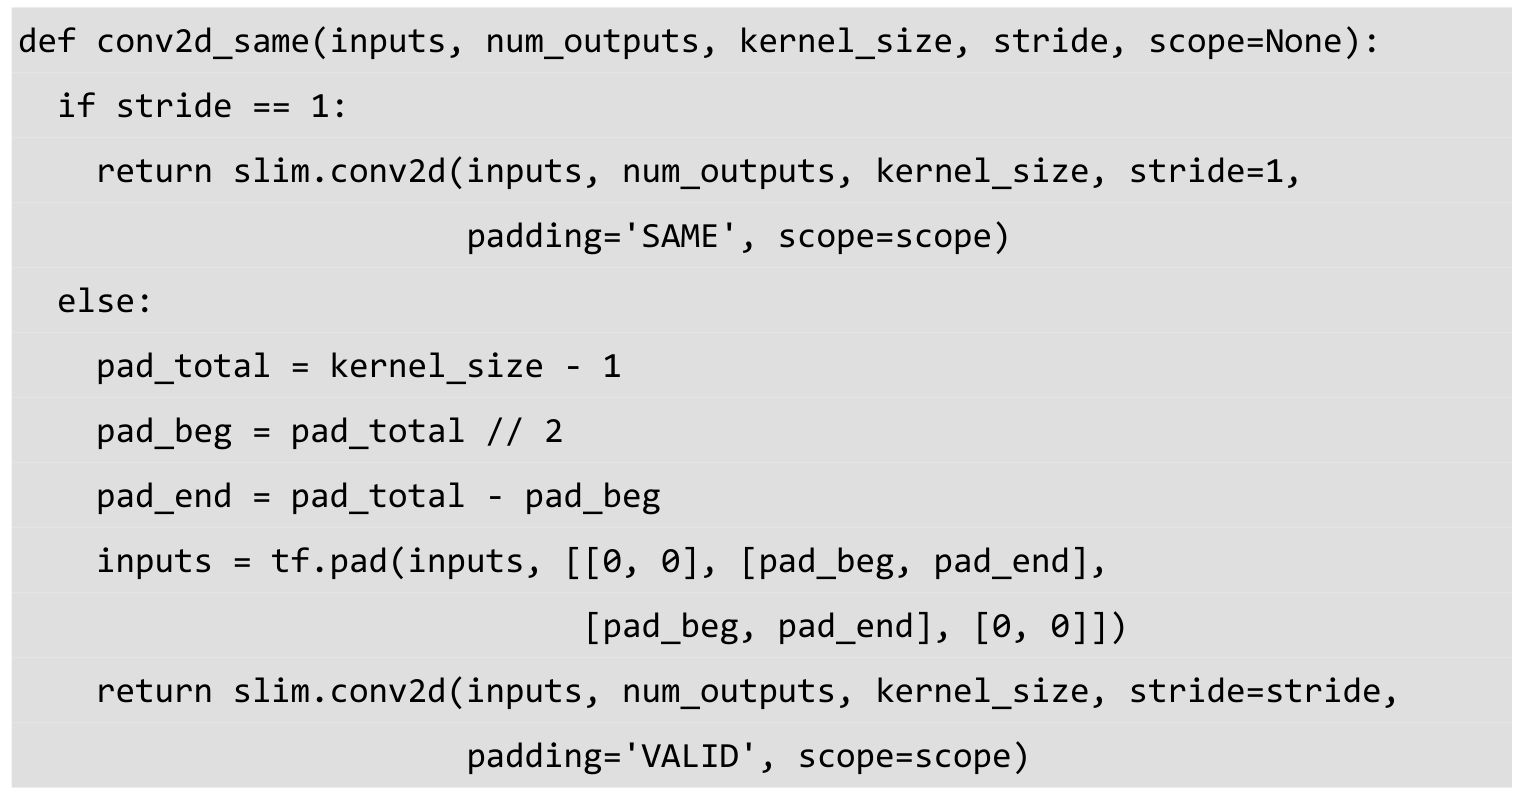 def conv2d_same(inputs, num_outputs, kernel_size, stride, scope=None):
  if stride == 1:
    return slim.conv2d(inputs, num_outputs, kernel_size, stride=1,
                       padding='SAME', scope=scope)
  else:
    pad_total = kernel_size - 1
    pad_beg = pad_total // 2
    pad_end = pad_total - pad_beg
    inputs = tf.pad(inputs, [[0, 0], [pad_beg, pad_end],
                             [pad_beg, pad_end], [0, 0]])
    return slim.conv2d(inputs, num_outputs, kernel_size, stride=stride,
                       padding='VALID', scope=scope)